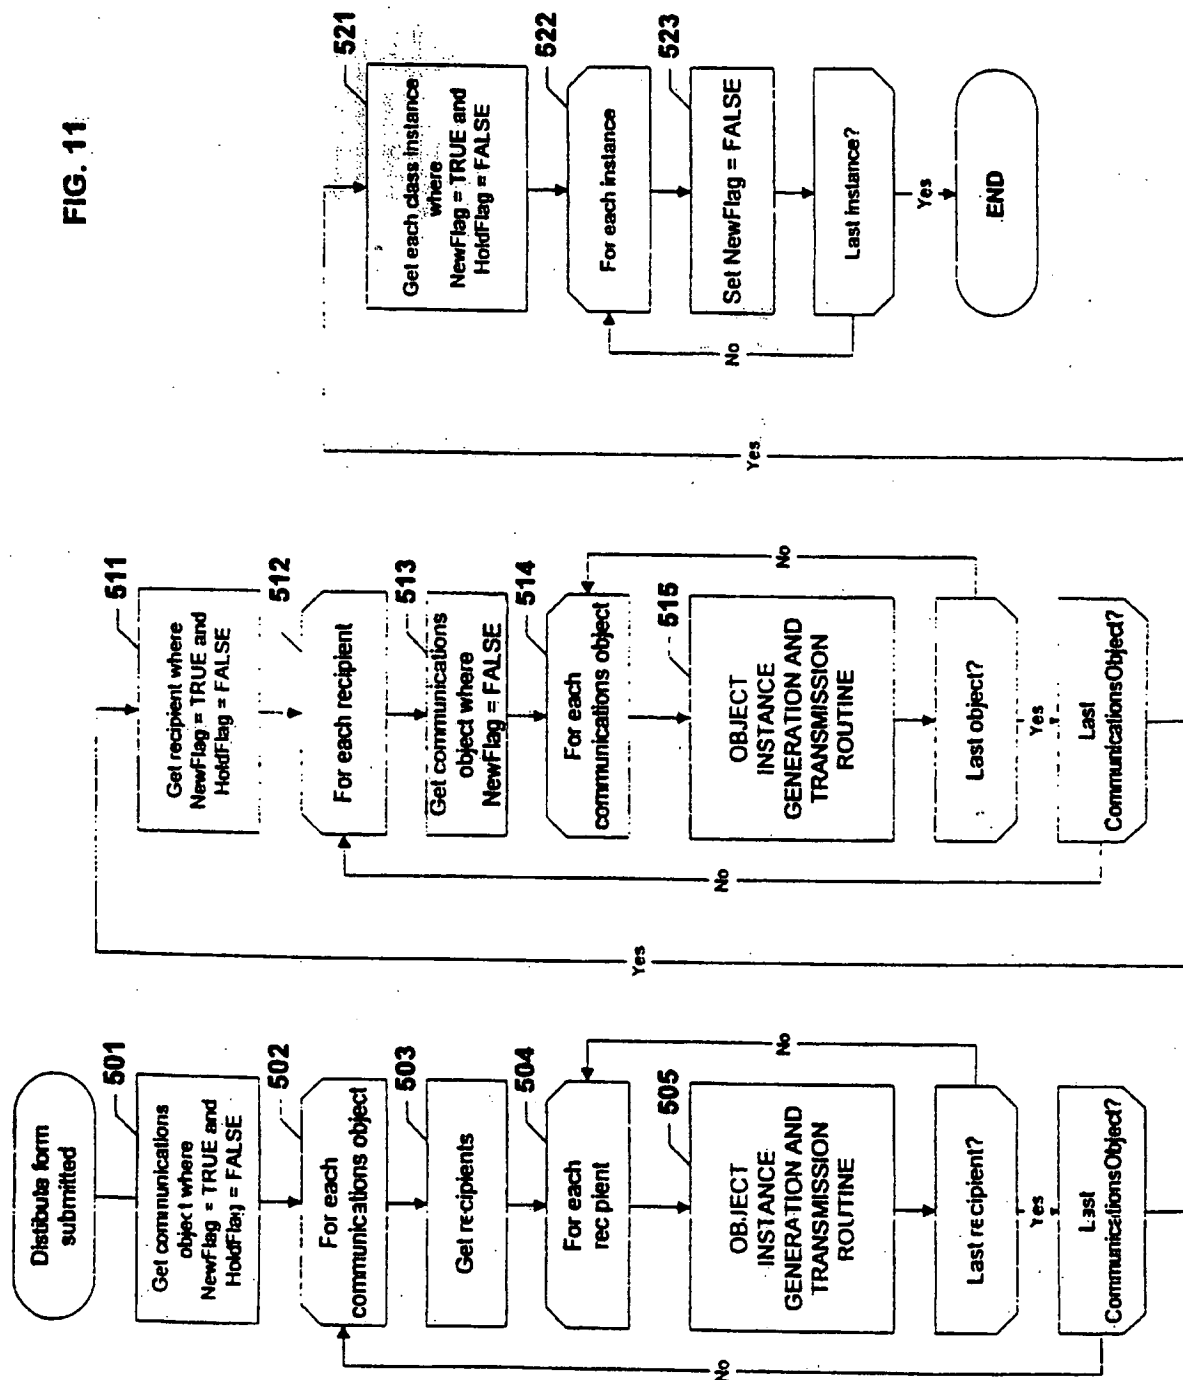 FIG. 11
Distibute form
submitted
501
Get communications
object where
NewFlag = TRUE and
HoldFlag = FALSE
502
For each
communications object
503
Get recipients
504
For each
recipient
505
OBJECT
INSTANCE
GENERATION AND
TRANSMISSION
ROUTINE
No
Last recipient?
Yes
Last
CommunicationsObject?
No
Yes
511
Get recipient where
NewFlag = TRUE and
HoldFlag = FALSE
512
For each recipient
513
Get communications
object where
NewFlag = FALSE
514
For each
communications object
515
OBJECT
INSTANCE
GENERATION AND
TRANSMISSION
ROUTINE
No
Last object?
Yes
Last
CommunicationsObject?
No
Yes
521
Get each class instance
where
NewFlag = TRUE and
HoldFlag = FALSE
522
For each instance
523
Set NewFlag = FALSE
Last instance?
No
Yes
END